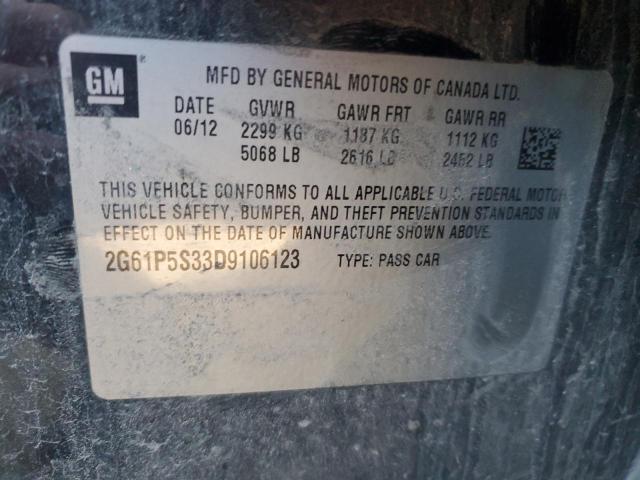 GM ®
MFD BY GENERAL MOTORS OF CANADA LTD.
DATE GVWR GAWR FRT GAWR RR
06/12 2299 KG 1187 KG 1112 KG
5068 LB 2616 LB 2452 LB
THIS VEHICLE CONFORMS TO ALL APPLICABLE U.S. FEDERAL MOTOR
VEHICLE SAFETY, BUMPER, AND THEFT PREVENTION STANDARDS IN
EFFECT ON THE DATE OF MANUFACTURE SHOWN ABOVE.
2G61P5S33D9106123 TYPE: PASS CAR